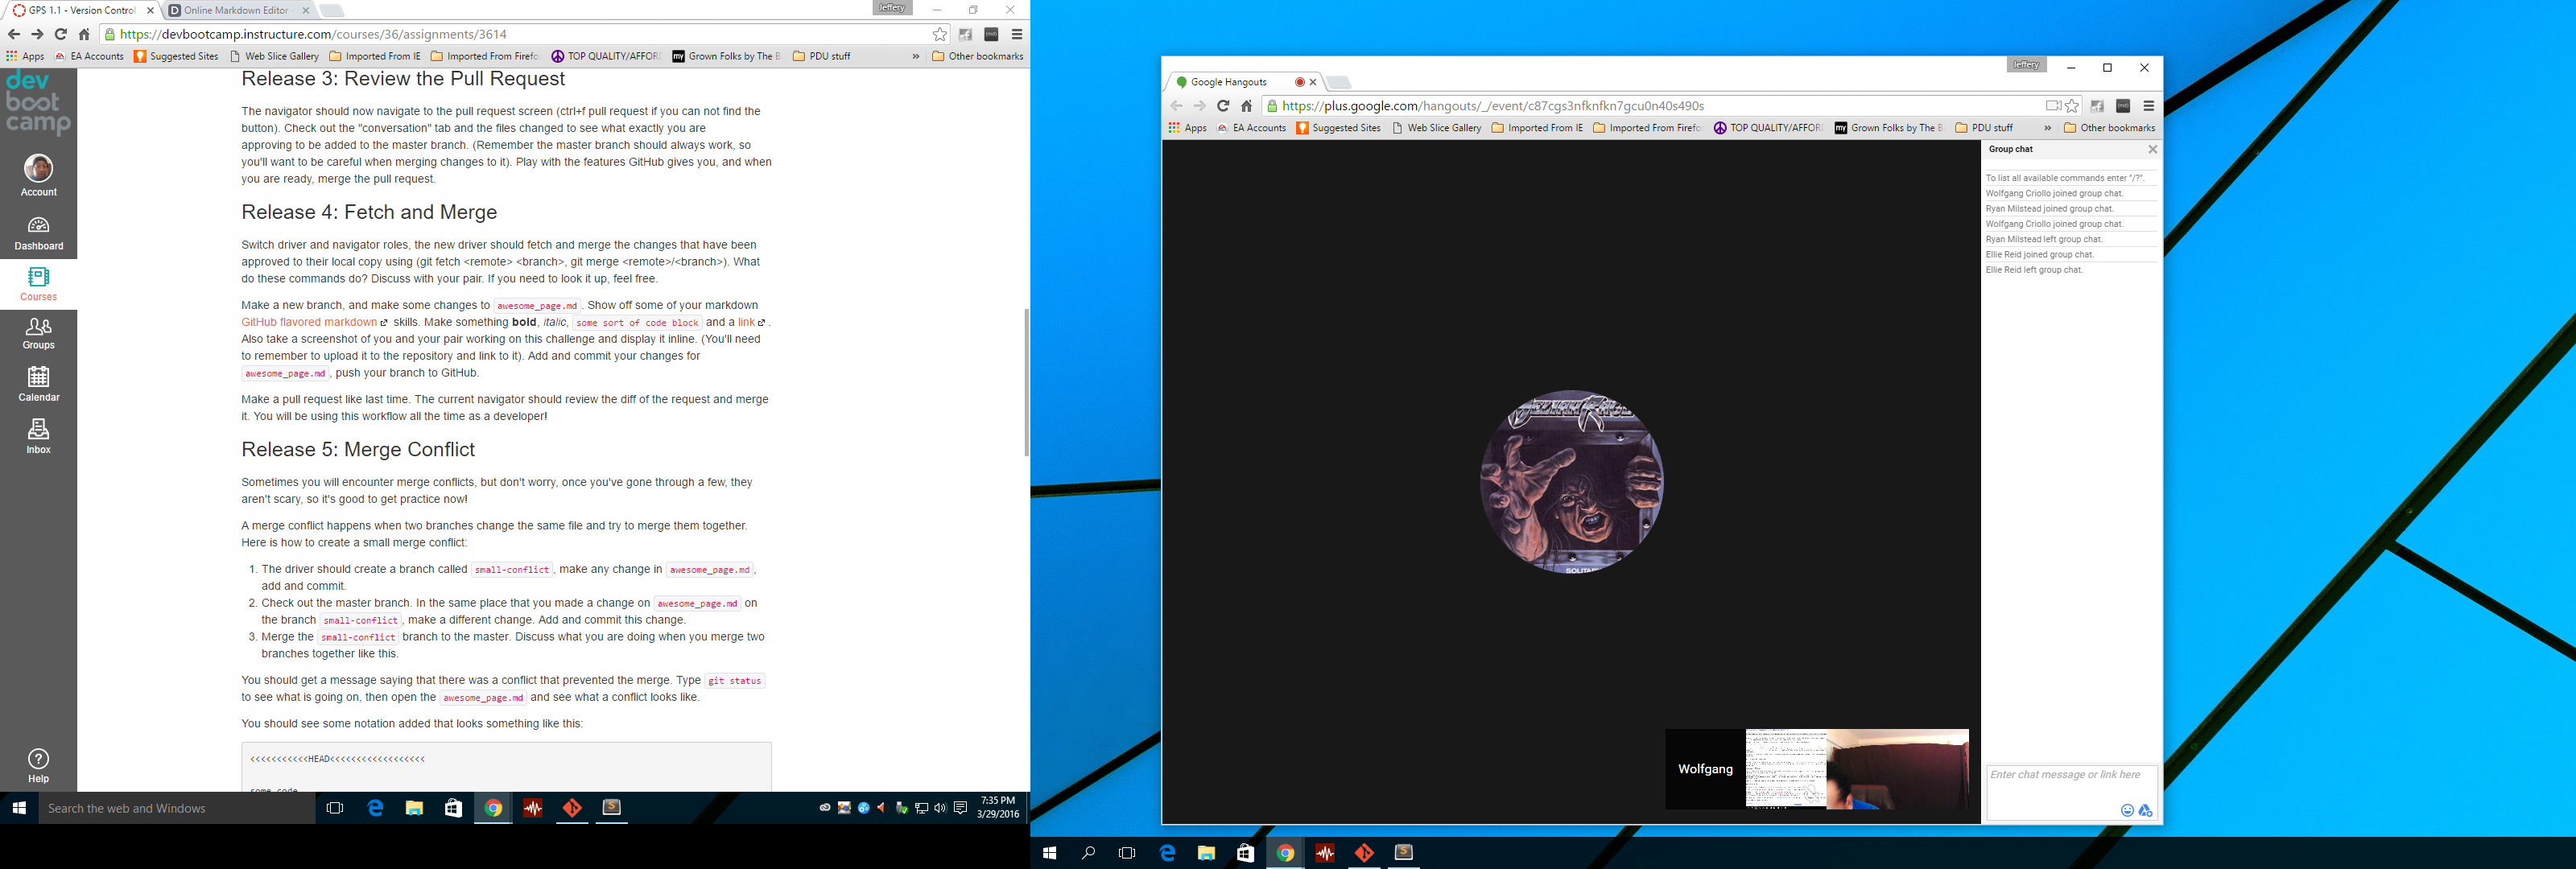 GPS 1.1 - Version Control
Online Markdown Editor
Jeffery
https://devbootcamp.instructure.com/courses/36/assignments/3614
Apps
EA Accounts
Suggested Sites
Web Slice Gallery
Imported From IE
Imported From Firefo
TOP QUALITY/AFFOR
Grown Folks by The B
PDU stuff
»
Other bookmarks
dev
boot
camp
Account
Dashboard
Courses
Groups
Calendar
Inbox
Help
Release 3: Review the Pull Request
The navigator should now navigate to the pull request screen (ctrl+f pull request if you can not find the
button). Check out the "conversation" tab and the files changed to see what exactly you are
approving to be added to the master branch. (Remember the master branch should always work, so
you'll want to be careful when merging changes to it). Play with the features GitHub gives you, and when
you are ready, merge the pull request.
Release 4: Fetch and Merge
Switch driver and navigator roles, the new driver should fetch and merge the changes that have been
approved to their local copy using (git fetch <remote> <branch>, git merge <remote>/<branch>). What
do these commands do? Discuss with your pair. If you need to look it up, feel free.
Make a new branch, and make some changes to awesome_page.md. Show off some of your markdown
GitHub flavored markdown skills. Make something bold, italic, some sort of code block and a link .
Also take a screenshot of you and your pair working on this challenge and display it inline. (You'll need
to remember to upload it to the repository and link to it). Add and commit your changes for
awesome_page.md, push your branch to GitHub.
Make a pull request like last time. The current navigator should review the diff of the request and merge
it. You will be using this workflow all the time as a developer!
Release 5: Merge Conflict
Sometimes you will encounter merge conflicts, but don't worry, once you've gone through a few, they
aren't scary, so it's good to get practice now!
A merge conflict happens when two branches change the same file and try to merge them together.
Here is how to create a small merge conflict:
1. The driver should create a branch called small-conflict, make any change in awesome_page.md,
add and commit.
2. Check out the master branch. In the same place that you made a change on awesome_page.md on
the branch small-conflict, make a different change. Add and commit this change.
3. Merge the small-conflict branch to the master. Discuss what you are doing when you merge two
branches together like this.
You should get a message saying that there was a conflict that prevented the merge. Type git status
to see what is going on, then open the awesome_page.md and see what a conflict looks like.
You should see some notation added that looks something like this:
<<<<<<<<<<<HEAD<<<<<<<<<<<<<<<<<<
some code
Search the web and Windows
7:35 PM
3/29/2016
Jeffery
Google Hangouts
https://plus.google.com/hangouts/_/event/c87cgs3nfknfkn7gcu0n40s490s
Apps
EA Accounts
Suggested Sites
Web Slice Gallery
Imported From IE
Imported From Firefo
TOP QUALITY/AFFOR
Grown Folks by The B
PDU stuff
»
Other bookmarks
Group chat
To list all available commands enter "/?".
Wolfgang Criollo joined group chat.
Ryan Milstead joined group chat.
Wolfgang Criollo joined group chat.
Ryan Milstead left group chat.
Ellie Reid joined group chat.
Ellie Reid left group chat.
Wolfgang
Enter chat message or link here